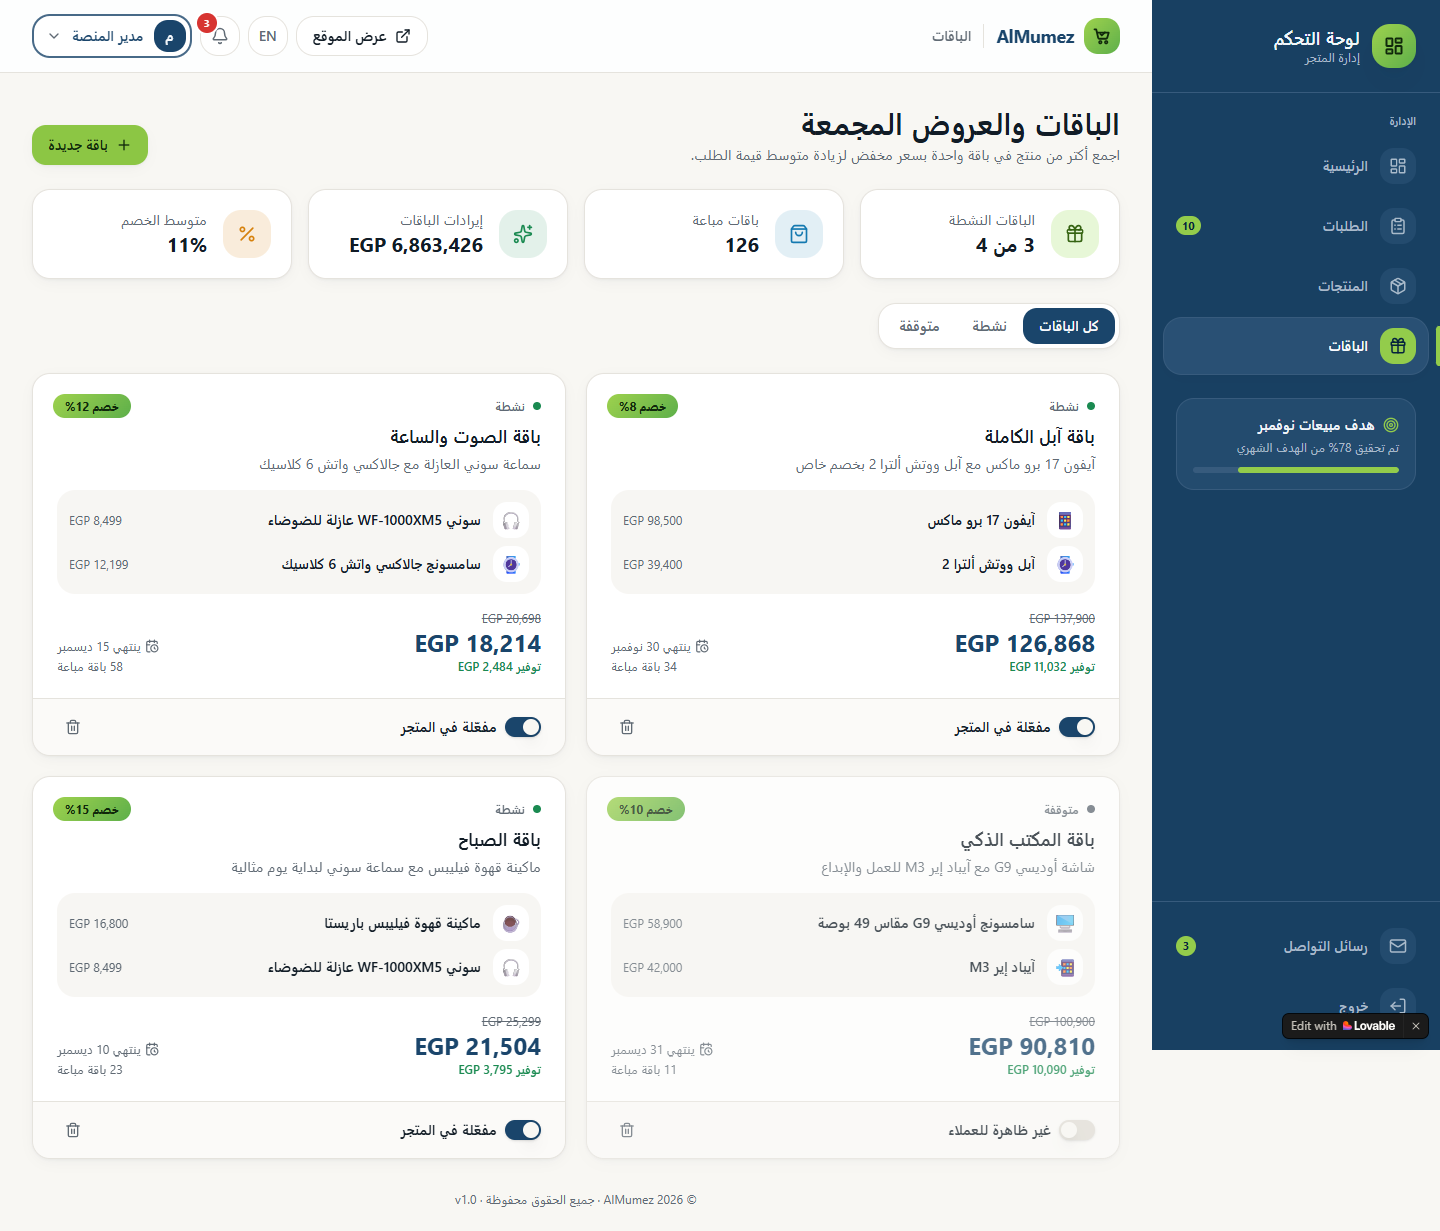 لوحة التحكم
إدارة المتجر
الإدارة
الرئيسية
الطلبات
10
المنتجات
الباقات
هدف مبيعات نوفمبر
تم تحقيق 78% من الهدف الشهري
رسائل التواصل
3
خروج
Edit with Lovable ×
AlMumez
الباقات
عرض الموقع
EN
3
م
مدير المنصة
الباقات والعروض المجمعة
اجمع أكثر من منتج في باقة واحدة بسعر مخفض لزيادة متوسط قيمة الطلب.
باقة جديدة
الباقات النشطة
3 من 4
باقات مباعة
126
إيرادات الباقات
EGP 6,863,426
متوسط الخصم
11%
كل الباقات
نشطة
متوقفة
نشطة
خصم 8%
باقة آبل الكاملة
آيفون 17 برو ماكس مع آبل ووتش ألترا 2 بخصم خاص
آيفون 17 برو ماكس
EGP 98,500
آبل ووتش ألترا 2
EGP 39,400
EGP 137,900
EGP 126,868
توفير EGP 11,032
ينتهي 30 نوفمبر
34 باقة مباعة
مفعّلة في المتجر
نشطة
خصم 12%
باقة الصوت والساعة
سماعة سوني العازلة مع جالاكسي واتش 6 كلاسيك
سوني WF-1000XM5 عازلة للضوضاء
EGP 8,499
سامسونج جالاكسي واتش 6 كلاسيك
EGP 12,199
EGP 20,698
EGP 18,214
توفير EGP 2,484
ينتهي 15 ديسمبر
58 باقة مباعة
مفعّلة في المتجر
متوقفة
خصم 10%
باقة المكتب الذكي
شاشة أوديسي G9 مع آيباد إير M3 للعمل والإبداع
سامسونج أوديسي G9 مقاس 49 بوصة
EGP 58,900
آيباد إير M3
EGP 42,000
EGP 100,900
EGP 90,810
توفير EGP 10,090
ينتهي 31 ديسمبر
11 باقة مباعة
غير ظاهرة للعملاء
نشطة
خصم 15%
باقة الصباح
ماكينة قهوة فيليبس مع سماعة سوني لبداية يوم مثالية
ماكينة قهوة فيليبس باريستا
EGP 16,800
سوني WF-1000XM5 عازلة للضوضاء
EGP 8,499
EGP 25,299
EGP 21,504
توفير EGP 3,795
ينتهي 10 ديسمبر
23 باقة مباعة
مفعّلة في المتجر
© 2026 AlMumez · جميع الحقوق محفوظة · v1.0